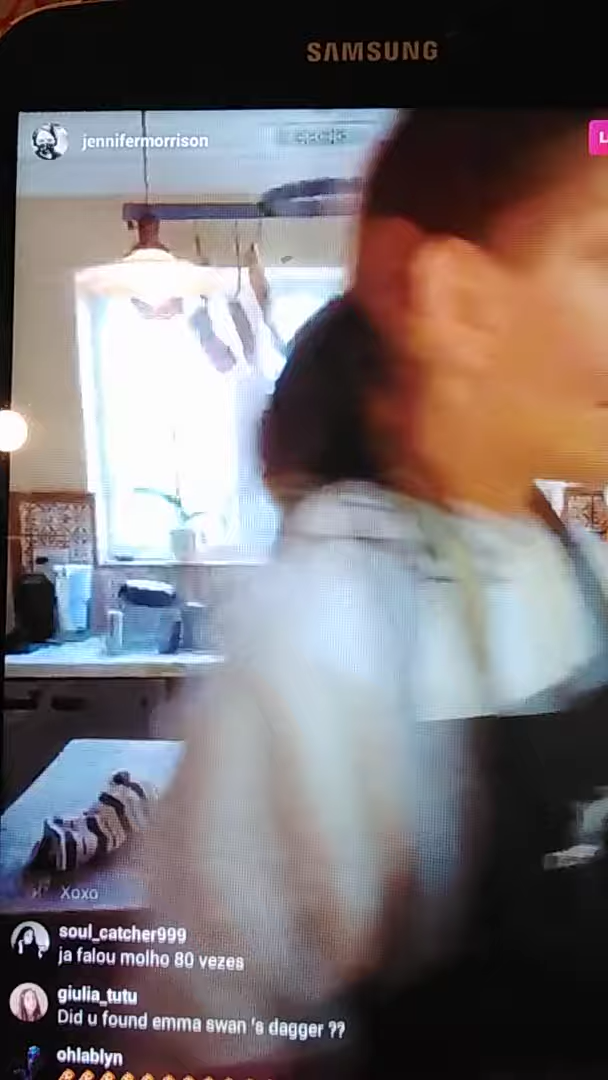 SAMSUNG
jennifermorrison
L
Xoxo
soul_catcher999
ja falou molho 80 vezes
giulia_tutu
Did u found emma swan 's dagger ??
ohlablyn